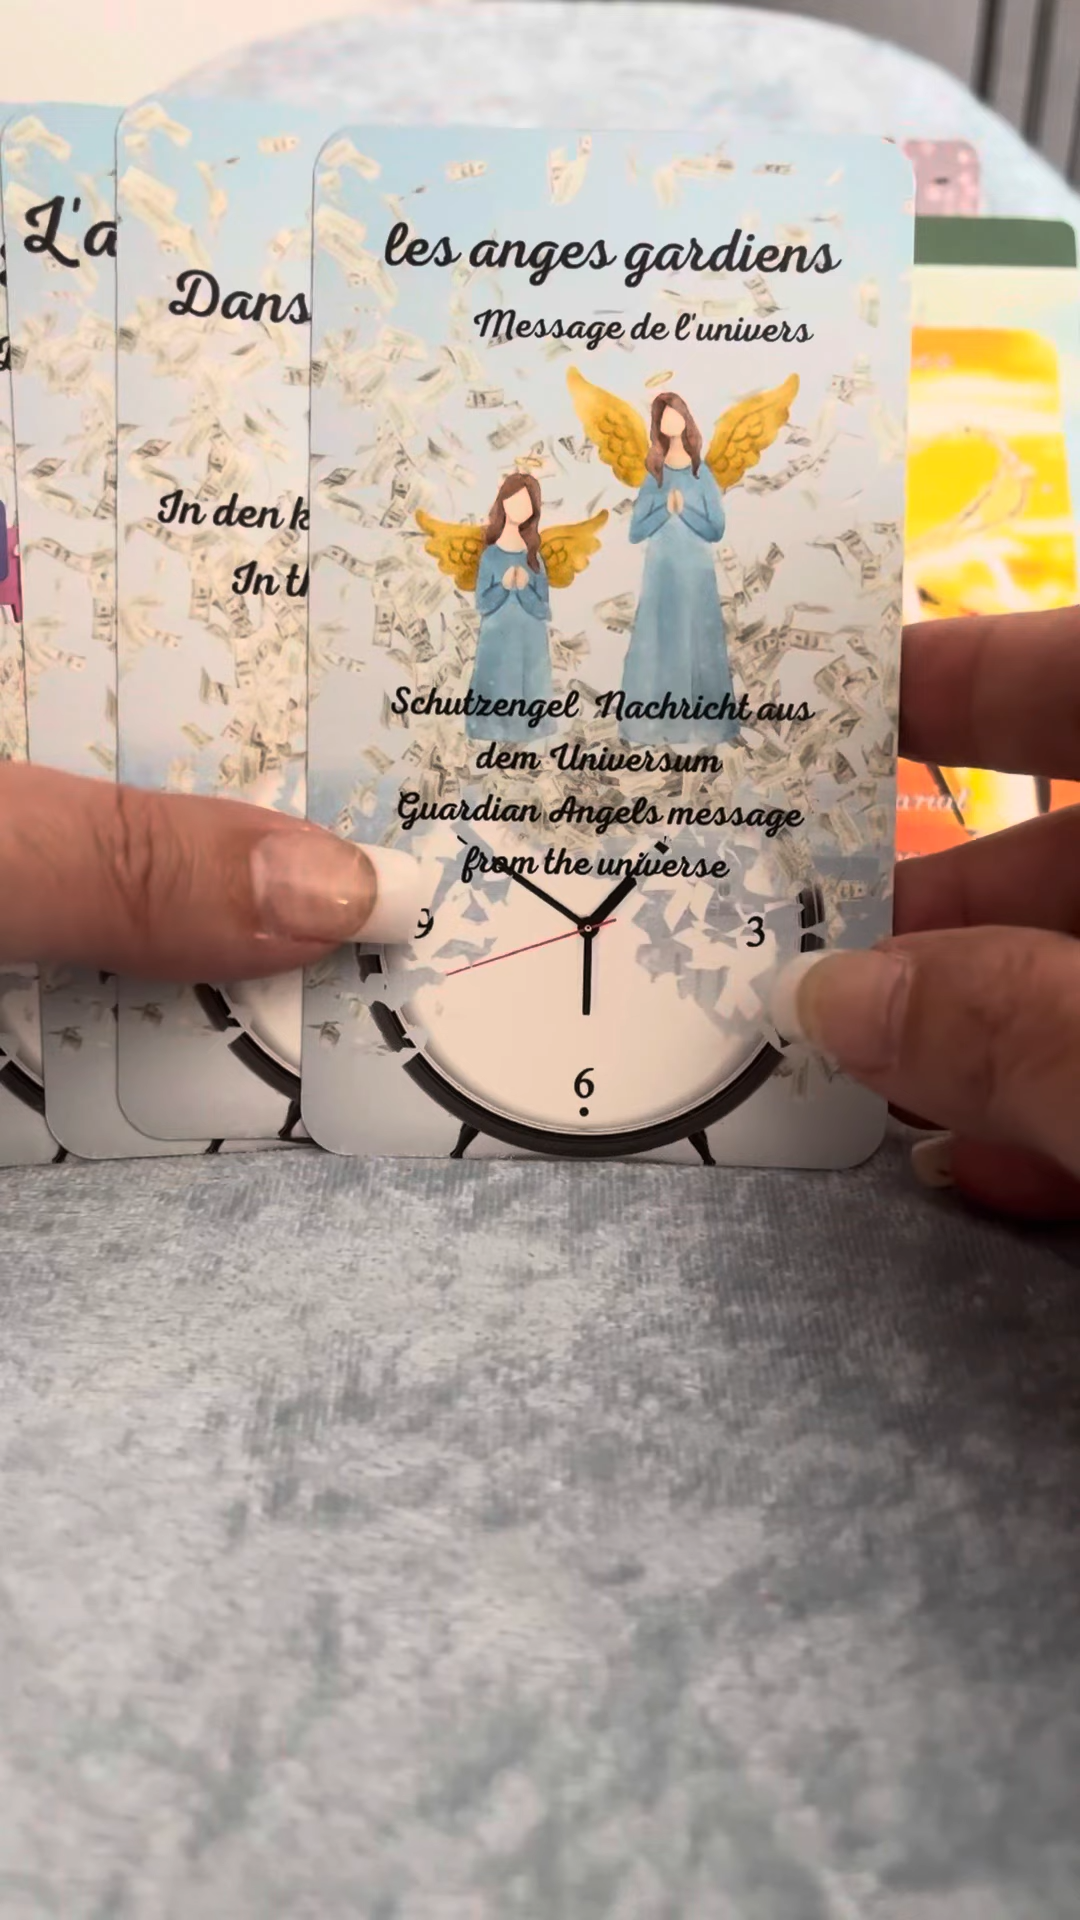 L'a
Dans
In den
In
les anges gardiens
Message de l'univers
Schutzengel Nachricht aus
dem Universum
Guardian Angels message
from the universe
9
3
6